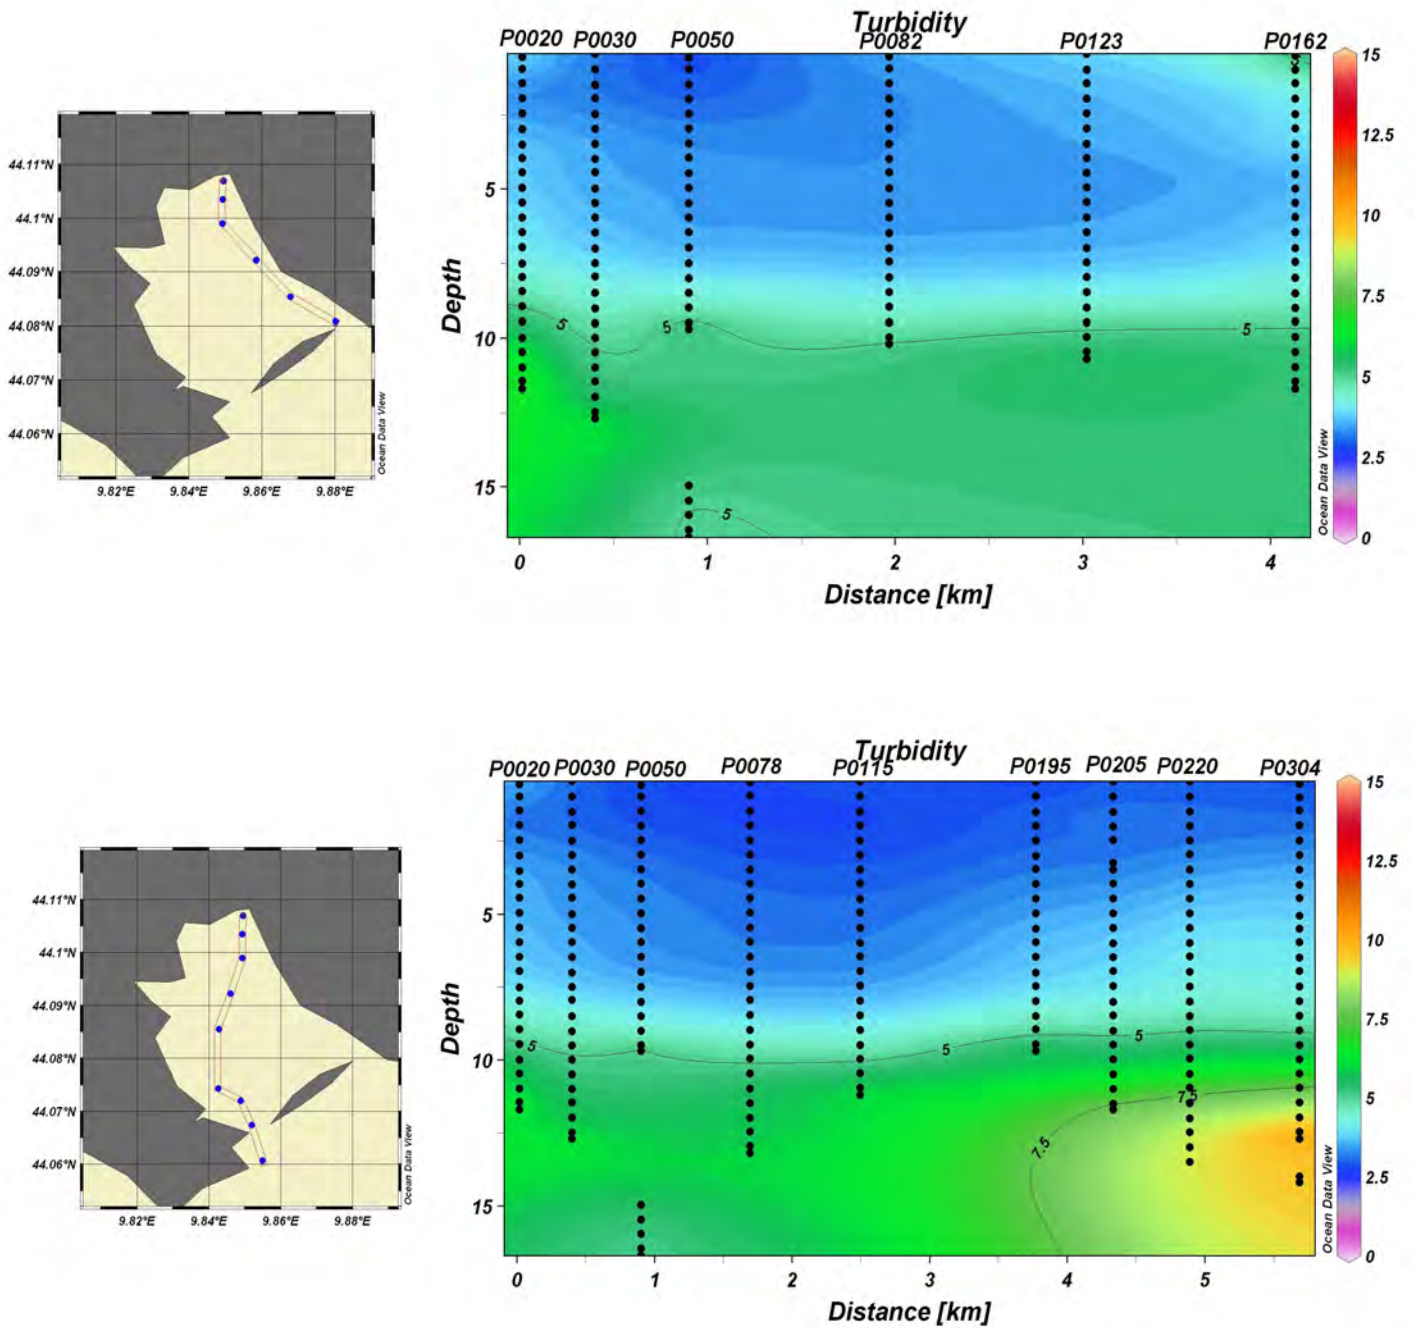 Turbidity
P0020 P0030 P0050 P0082 P0123 P0162
44.11°N
44.1°N
44.09°N
44.08°N
44.07°N
44.06°N
9.82°E 9.84°E 9.86°E 9.88°E
Ocean Data View
Depth
5
10
15
5
5
5
5
5
0 1 2 3 4
Distance [km]
Ocean Data View
15
12.5
10
7.5
5
2.5
0
Turbidity
P0020 P0030 P0050 P0078 P0115 P0195 P0205 P0220 P0304
44.11°N
44.1°N
44.09°N
44.08°N
44.07°N
44.06°N
9.82°E 9.84°E 9.86°E 9.88°E
Ocean Data View
Depth
5
10
15
5
5
5
7.5
7.5
0 1 2 3 4 5
Distance [km]
Ocean Data View
15
12.5
10
7.5
5
2.5
0